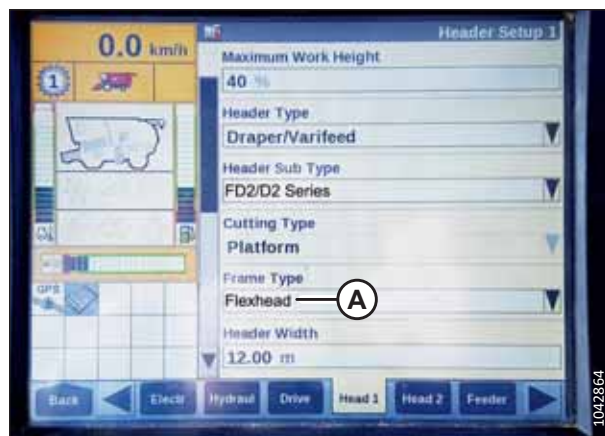 0.0 km/h
Header Setup 1
Maximum Work Height
40 %
1
Header Type
Draper/Varifeed
Header Sub Type
FD2/D2 Series
Cutting Type
Platform
Frame Type
GPS
Flexhead
A
Header Width
12.00 m
Back
Electr
Hydraul
Drive
Head 1
Head 2
Feeder
1042864